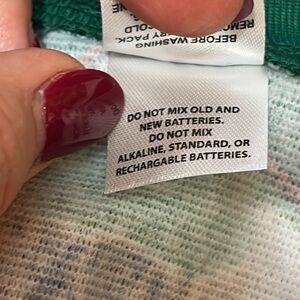 BEFORE WASHING
DO NOT MIX OLD AND
NEW BATTERIES.
DO NOT MIX
ALKALINE, STANDARD, OR
RECHARGABLE BATTERIES.